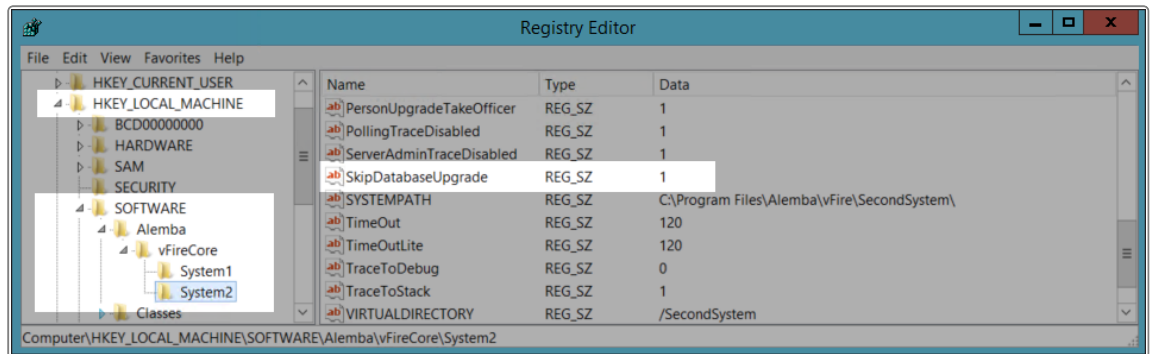 Registry Editor
File Edit View Favorites Help
HKEY_CURRENT_USER
HKEY_LOCAL_MACHINE
BCD00000000
HARDWARE
SAM
SECURITY
SOFTWARE
Alemba
vFireCore
System1
System2
Classes
Name Type Data
PersonUpgradeTakeOfficer REG_SZ 1
PollingTraceDisabled REG_SZ 1
ServerAdminTraceDisabled REG_SZ 1
SkipDatabaseUpgrade REG_SZ 1
SYSTEMPATH REG_SZ C:\Program Files\Alemba\vFire\SecondSystem\
TimeOut REG_SZ 120
TimeOutLite REG_SZ 120
TraceToDebug REG_SZ 0
TraceToStack REG_SZ 1
VIRTUALDIRECTORY REG_SZ /SecondSystem
Computer\HKEY_LOCAL_MACHINE\SOFTWARE\Alemba\vFireCore\System2